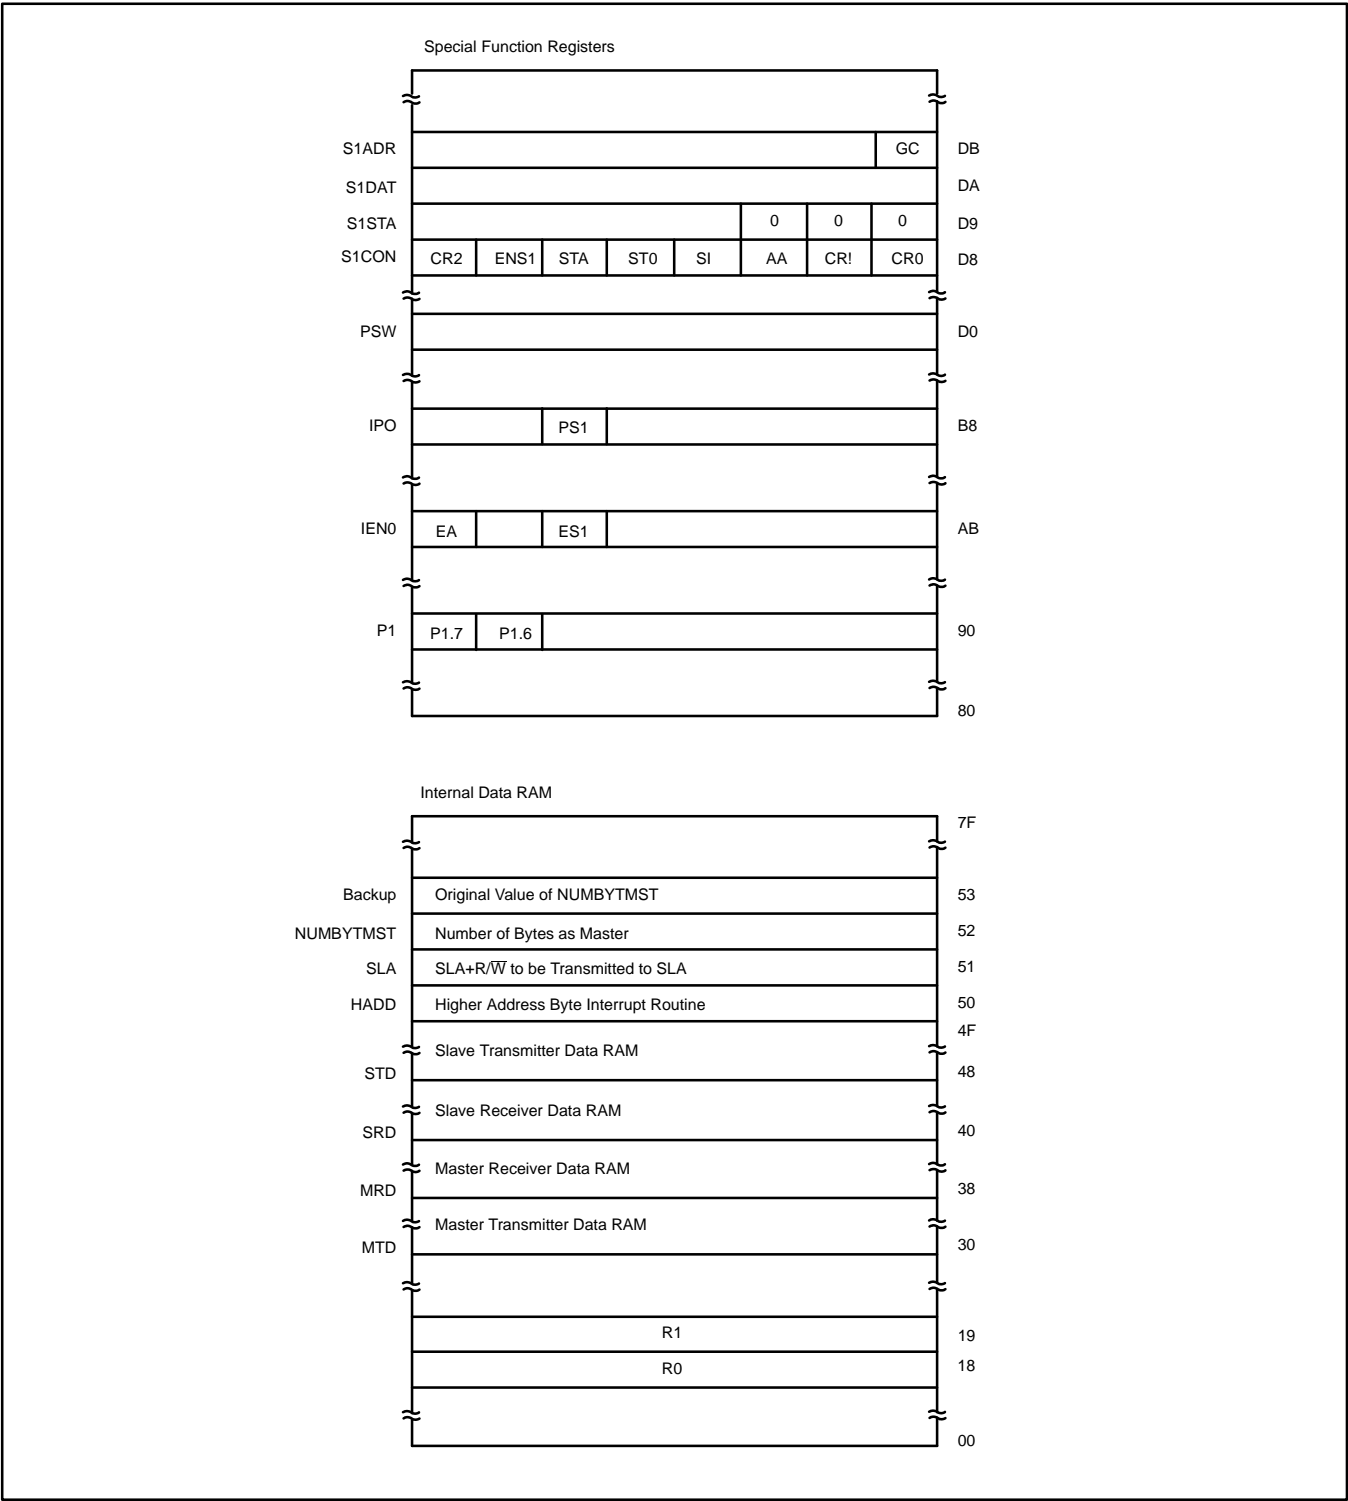 Special Function Registers
S1ADR GC DB
S1DAT DA
S1STA 0 0 0 D9
S1CON CR2 ENS1 STA ST0 SI AA CR! CR0 D8
PSW D0
IPO PS1 B8
IEN0 EA ES1 AB
P1 P1.7 P1.6 90
80
Internal Data RAM
7F
Backup Original Value of NUMBYTMST 53
NUMBYTMST Number of Bytes as Master 52
SLA SLA+R/W̅ to be Transmitted to SLA 51
HADD Higher Address Byte Interrupt Routine 50
4F
Slave Transmitter Data RAM
STD 48
Slave Receiver Data RAM
SRD 40
Master Receiver Data RAM
MRD 38
Master Transmitter Data RAM
MTD 30
R1 19
R0 18
00